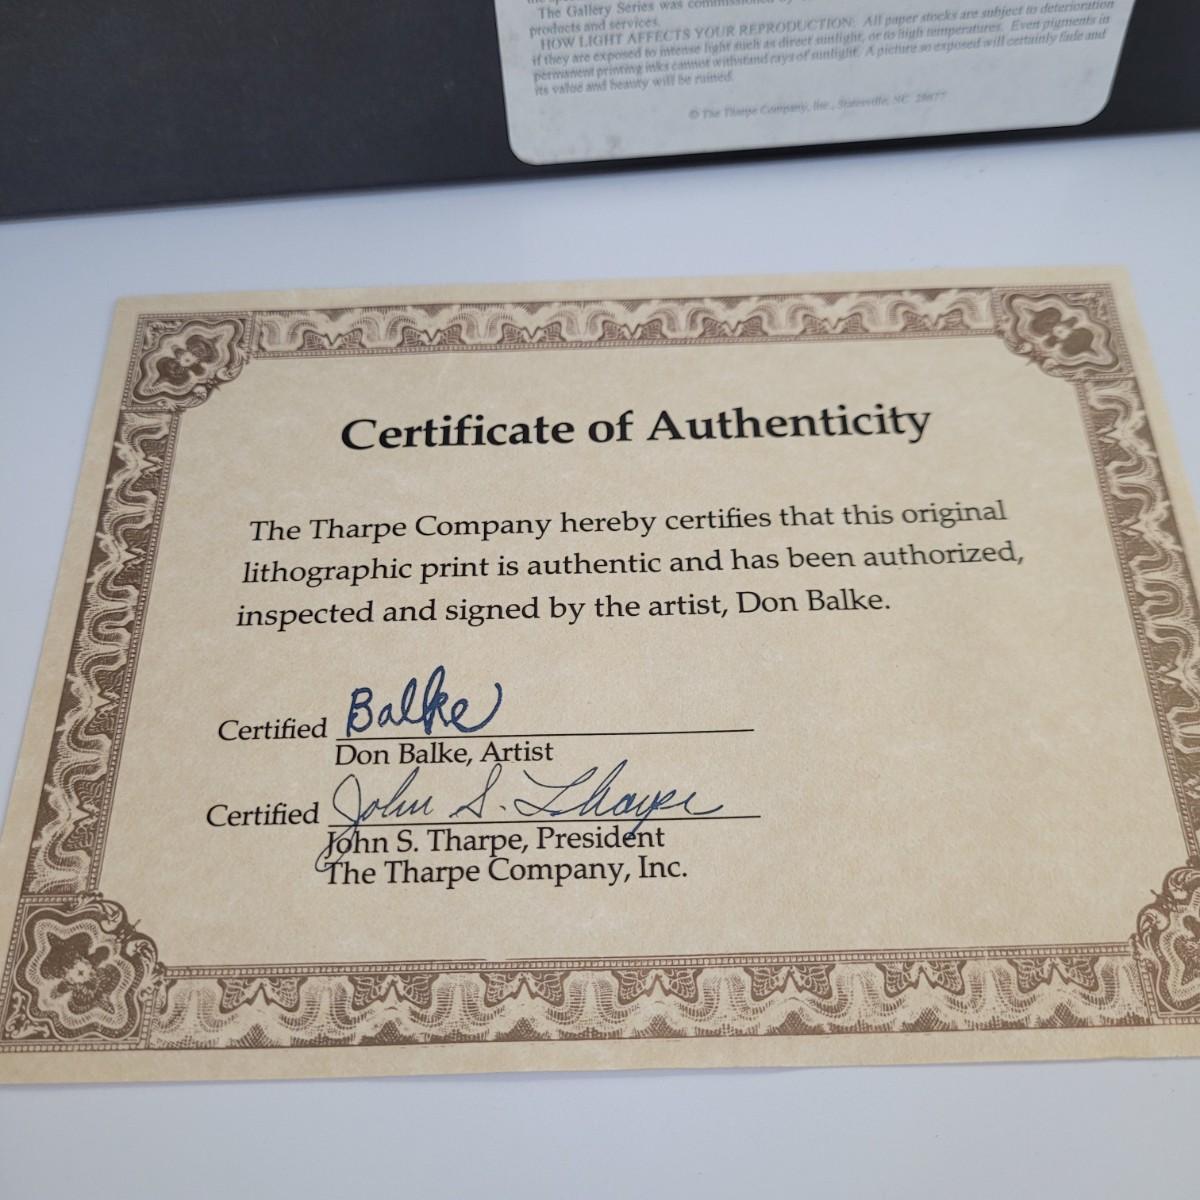 The Gallery Series was commissioned by
products and services.
HOW LIGHT AFFECTS YOUR REPRODUCTION: All paper stocks are subject to deterioration
if they are exposed to intense light such as direct sunlight, or to high temperatures. Even pigments in
permanent printing inks cannot withstand rays of sunlight. A picture so exposed will certainly fade and
its value and beauty will be ruined.
© The Tharpe Company, Inc., Statesville, NC 28677
Certificate of Authenticity
The Tharpe Company hereby certifies that this original
lithographic print is authentic and has been authorized,
inspected and signed by the artist, Don Balke.
Certified Balke
Don Balke, Artist
Certified John S. Tharpe
John S. Tharpe, President
The Tharpe Company, Inc.